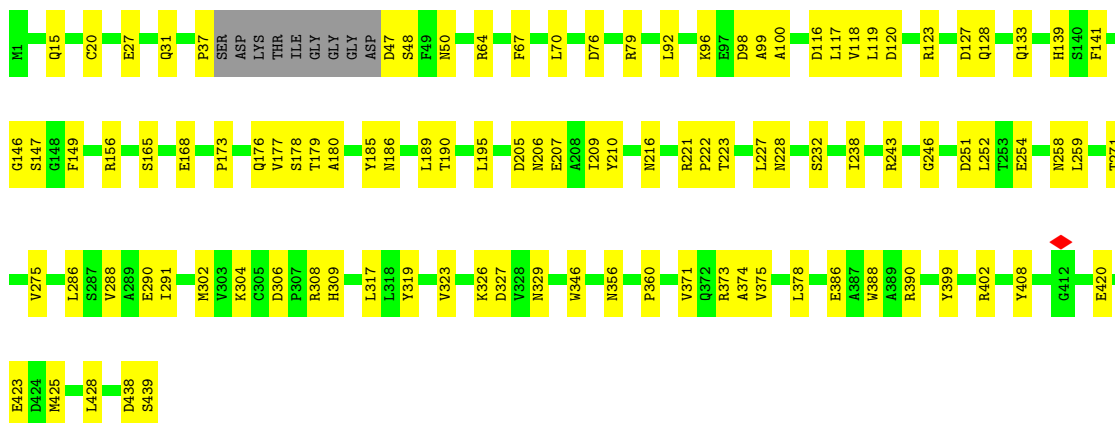 M1 Q15 C20 E27 Q31 P37 SER ASP LYS THR ILE GLY GLY GLY ASP D47 S48 F49 N50 R64 F67 L70 D76 R79 L92 K96 E97 D98 A99 A100 D116 L117 V118 L119 D120 R123 D127 Q128 Q133 H139 S140 F141
G146 S147 G148 F149 R156 S165 E168 P173 Q176 V177 S178 T179 A180 Y185 N186 L189 T190 L195 D205 N206 E207 A208 I209 Y210 N216 R221 P222 T223 L227 N228 S232 I238 R243 G246 D251 L252 T253 E254 N258 L259
V275 L286 S287 V288 A289 E290 I291 M302 V303 K304 C305 D306 P307 R308 H309 L317 L318 Y319 V323 K326 D327 V328 N329 W346 N356 P360 V371 Q372 R373 A374 V375 L378 E386 A387 W388 A389 R390 Y399 R402 Y408 G412 E420
E423 D424 M425 L428 D438 S439